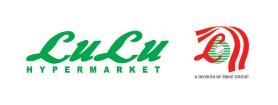 LuLu
HYPERMARKET
L
A DIVISION OF EMKE GROUP